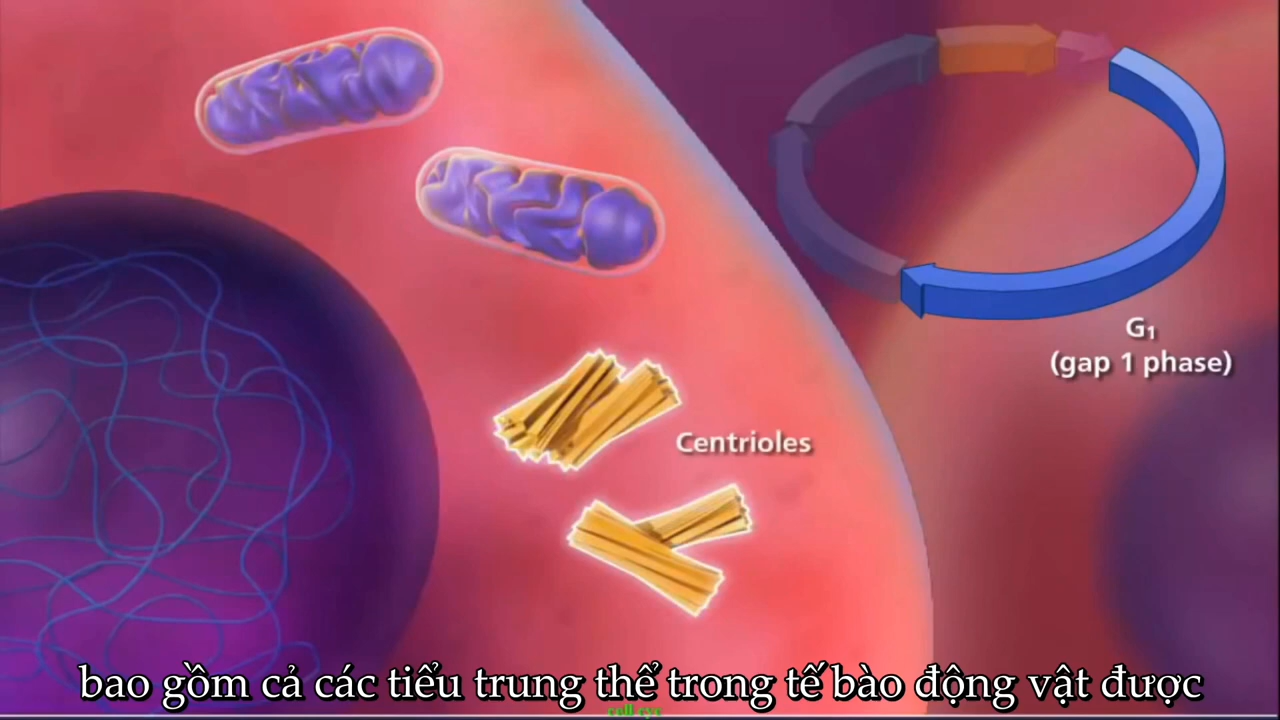 G₁
(gap 1 phase)
Centrioles
bao gồm cả các tiểu trung thể trong tế bào động vật được